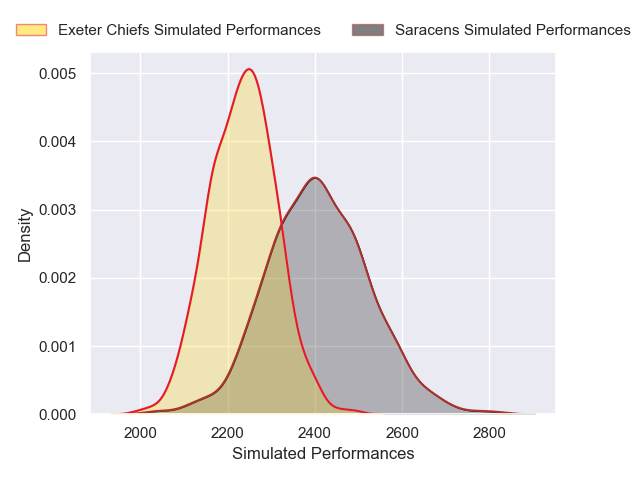 Exeter Chiefs Simulated Performances
Saracens Simulated Performances
0.005
0.004
0.003
0.002
0.001
0.000
Density
2000
2200
2400
2600
2800
Simulated Performances